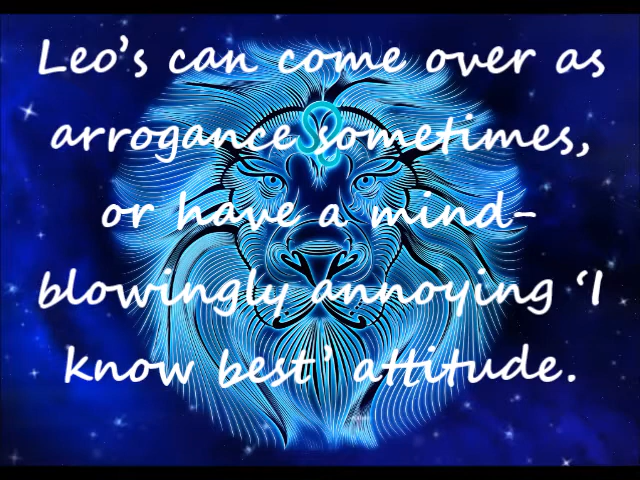 Leo’s can come over as
arrogance sometimes,
or have a mind-
blowingly annoying ‘I
know best’ attitude.